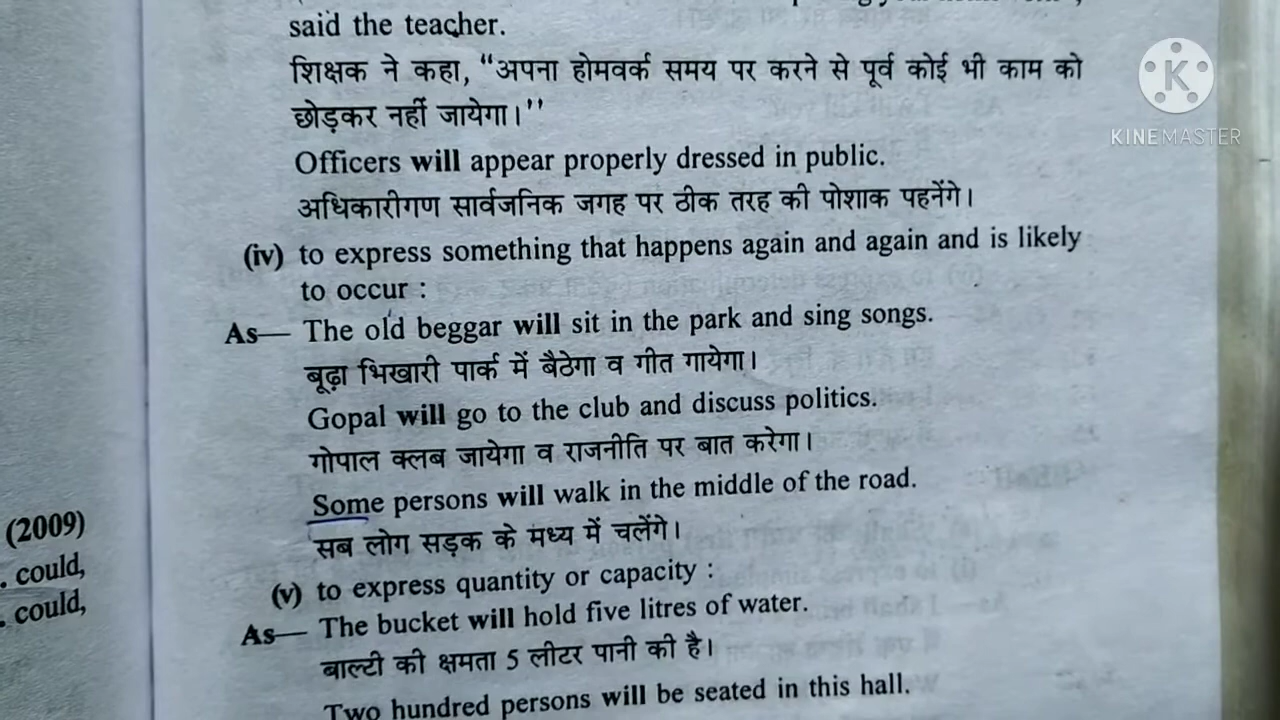 said the teacher.
शिक्षक ने कहा, “अपना होमवर्क समय पर करने से पूर्व कोई भी काम को
छोड़कर नहीं जायेगा।’’
Officers will appear properly dressed in public.
अधिकारीगण सार्वजनिक जगह पर ठीक तरह की पोशाक पहनेंगे।
(iv) to express something that happens again and again and is likely
to occur :
As— The old beggar will sit in the park and sing songs.
बूढ़ा भिखारी पार्क में बैठेगा व गीत गायेगा।
Gopal will go to the club and discuss politics.
गोपाल क्लब जायेगा व राजनीति पर बात करेगा।
Some persons will walk in the middle of the road.
सब लोग सड़क के मध्य में चलेंगे।
(v) to express quantity or capacity :
As— The bucket will hold five litres of water.
बाल्टी की क्षमता 5 लीटर पानी की है।
Two hundred persons will be seated in this hall.
(2009)
. could,
. could,
K
KINEMASTER